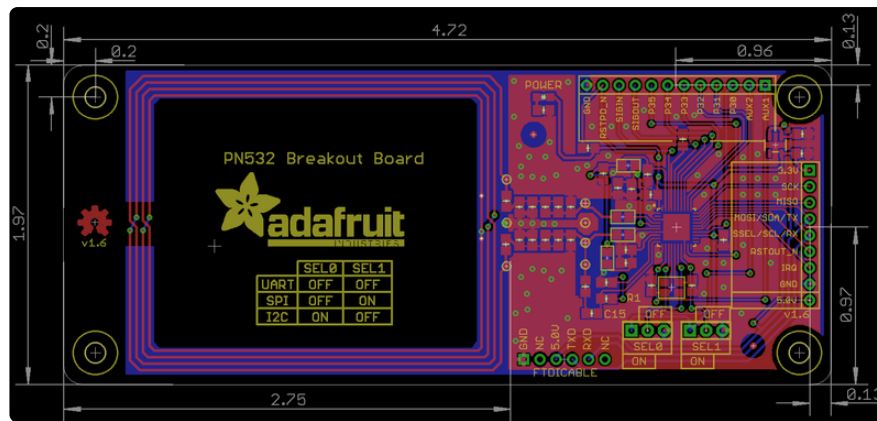 4.72
0.2
0.2
0.96
0.13
1.97
POWER
GND
RSTPD_N
SIGIN
SIGOUT
P35
P34
P33
P32
P31
P30
AUX2
AUX1
PN532 Breakout Board
adafruit
INDUSTRIES
v1.6
SEL0 SEL1
UART OFF OFF
SPI OFF ON
I2C ON OFF
3.3V
SCK
MISO
MOSI/SDA/TX
SSEL/SCL/RX
RSTOUT_N
IRQ
GND
5.0V
v1.6
R1
C15
OFF OFF
SEL0 SEL1
ON ON
GND
NC
5.0V
TXD
RXD
NC
FTDICABLE
0.97
2.75
0.13